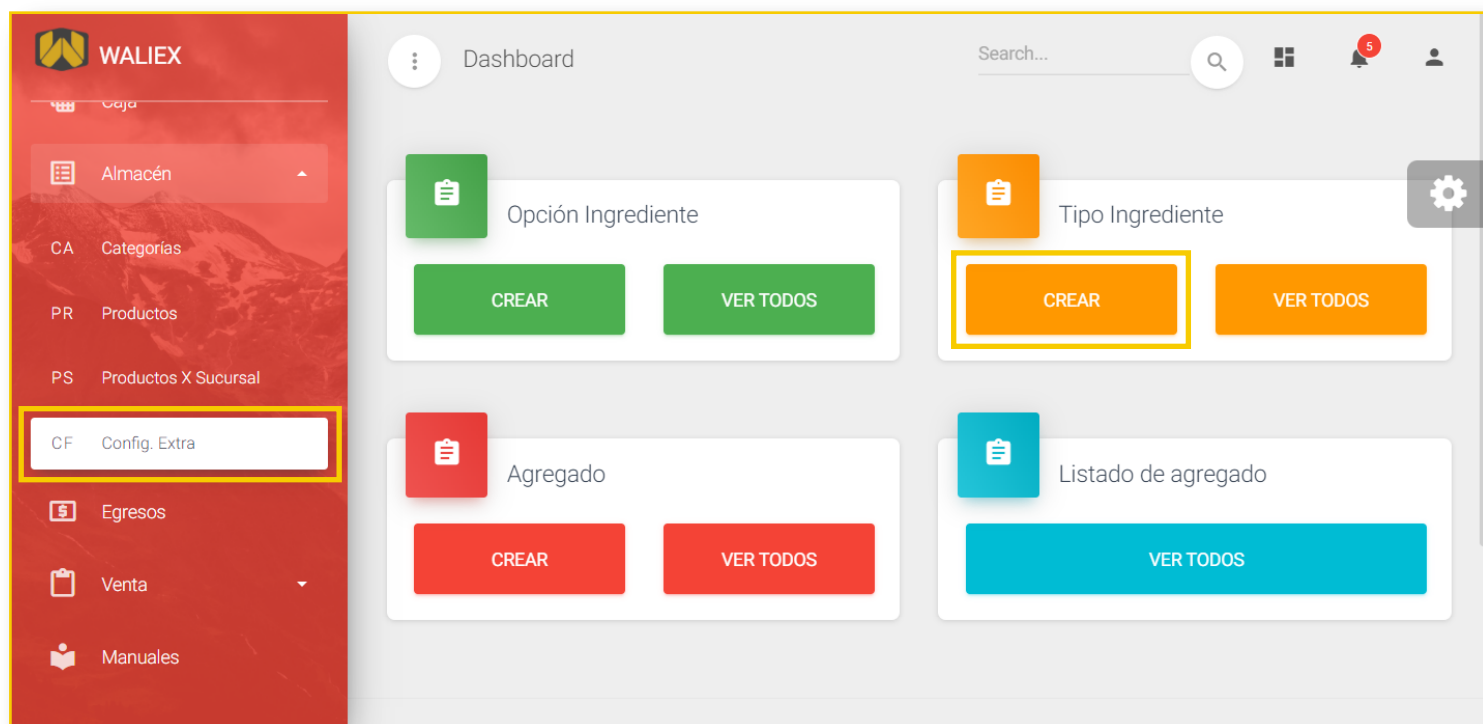 WALIEX
Caja
Almacén
CA Categorías
PR Productos
PS Productos X Sucursal
CF Config. Extra
Egresos
Venta
Manuales
Dashboard
Search...
5
Opción Ingrediente
CREAR VER TODOS
Tipo Ingrediente
CREAR VER TODOS
Agregado
CREAR VER TODOS
Listado de agregado
VER TODOS